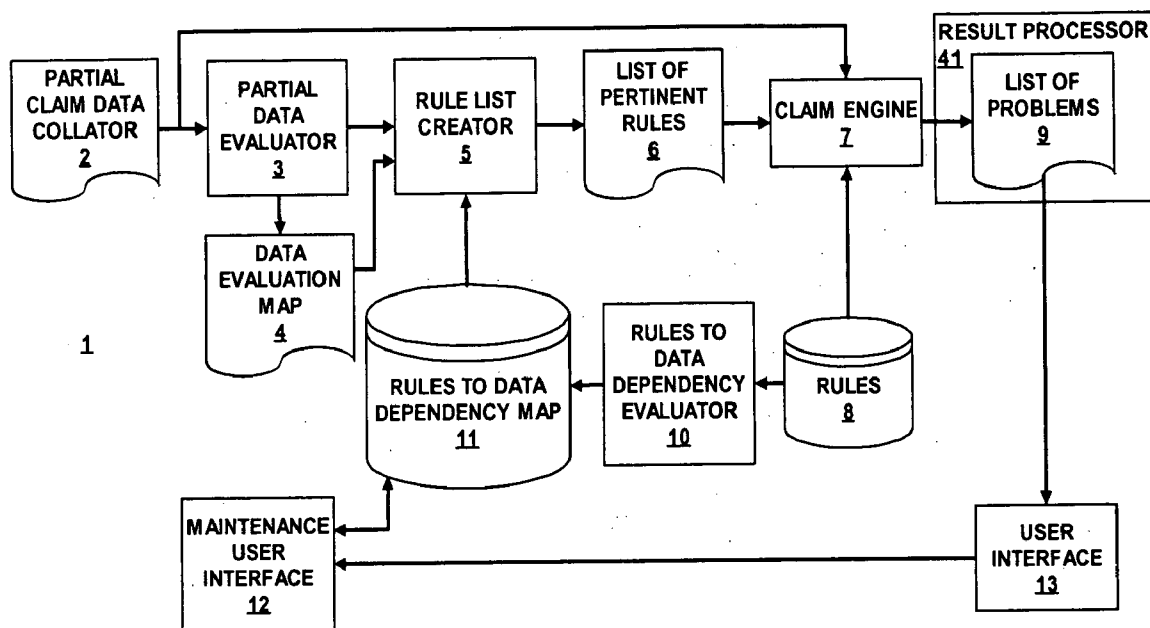 PARTIAL
CLAIM DATA
COLLATOR
2
PARTIAL
DATA
EVALUATOR
3
RULE LIST
CREATOR
5
LIST OF
PERTINENT
RULES
6
CLAIM ENGINE
7
RESULT PROCESSOR
41
LIST OF
PROBLEMS
9
DATA
EVALUATION
MAP
4
1
RULES TO DATA
DEPENDENCY MAP
11
RULES TO
DATA
DEPENDENCY
EVALUATOR
10
RULES
8
MAINTENANCE
USER
INTERFACE
12
USER
INTERFACE
13